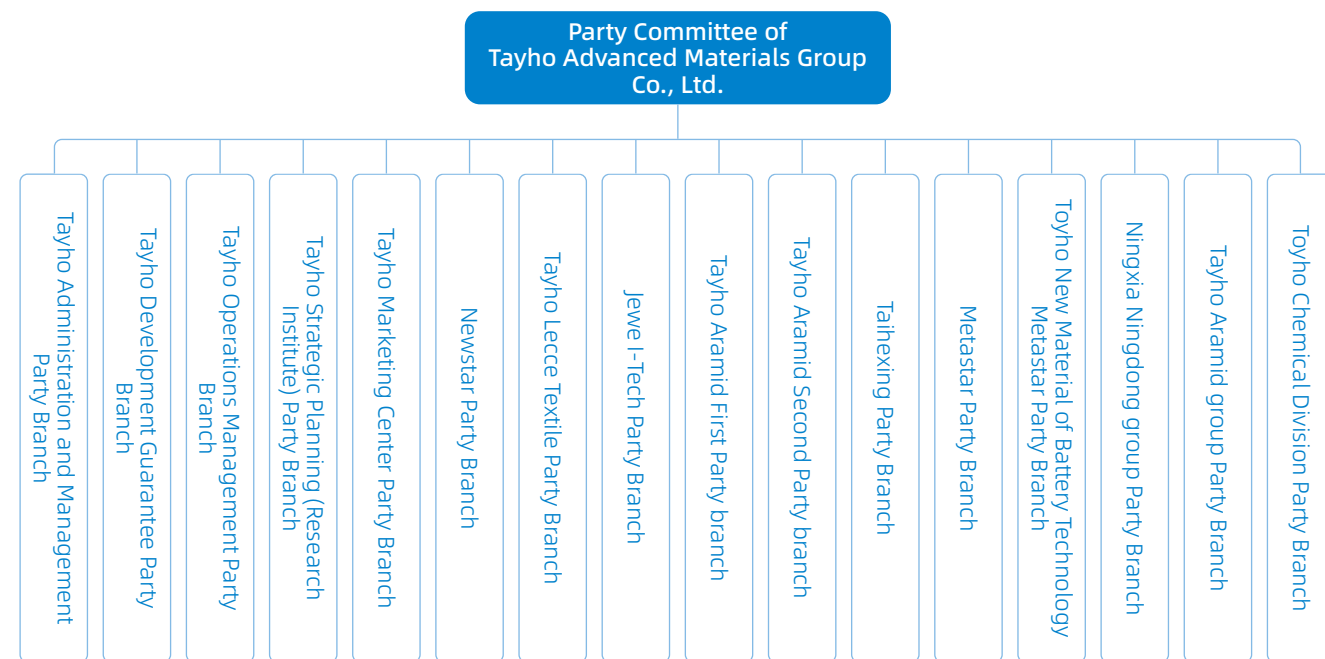 Party Committee of
Tayho Advanced Materials Group
Co., Ltd.
Tayho Administration and Management
Party Branch
Tayho Development Guarantee Party
Branch
Tayho Operations Management Party
Branch
Tayho Strategic Planning (Research
Institute) Party Branch
Tayho Marketing Center Party Branch
Newstar Party Branch
Tayho Lecce Textile Party Branch
Jewe I-Tech Party Branch
Tayho Aramid First Party branch
Tayho Aramid Second Party branch
Taihexing Party Branch
Metastar Party Branch
Toyho New Material of Battery Technology
Metastar Party Branch
Ningxia Ningdong group Party Branch
Tayho Aramid group Party Branch
Toyho Chemical Division Party Branch